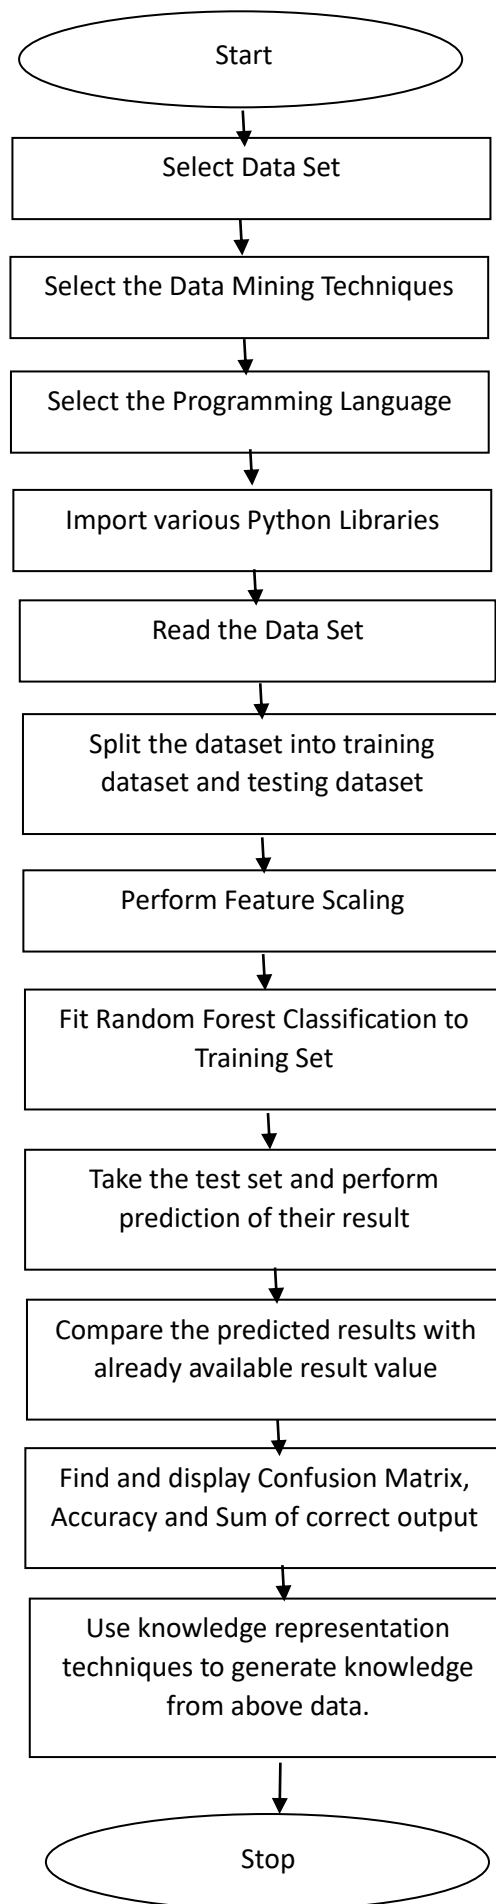 Start
Select Data Set
Select the Data Mining Techniques
Select the Programming Language
Import various Python Libraries
Read the Data Set
Split the dataset into training
dataset and testing dataset
Perform Feature Scaling
Fit Random Forest Classification to
Training Set
Take the test set and perform
prediction of their result
Compare the predicted results with
already available result value
Find and display Confusion Matrix,
Accuracy and Sum of correct output
Use knowledge representation
techniques to generate knowledge
from above data.
Stop